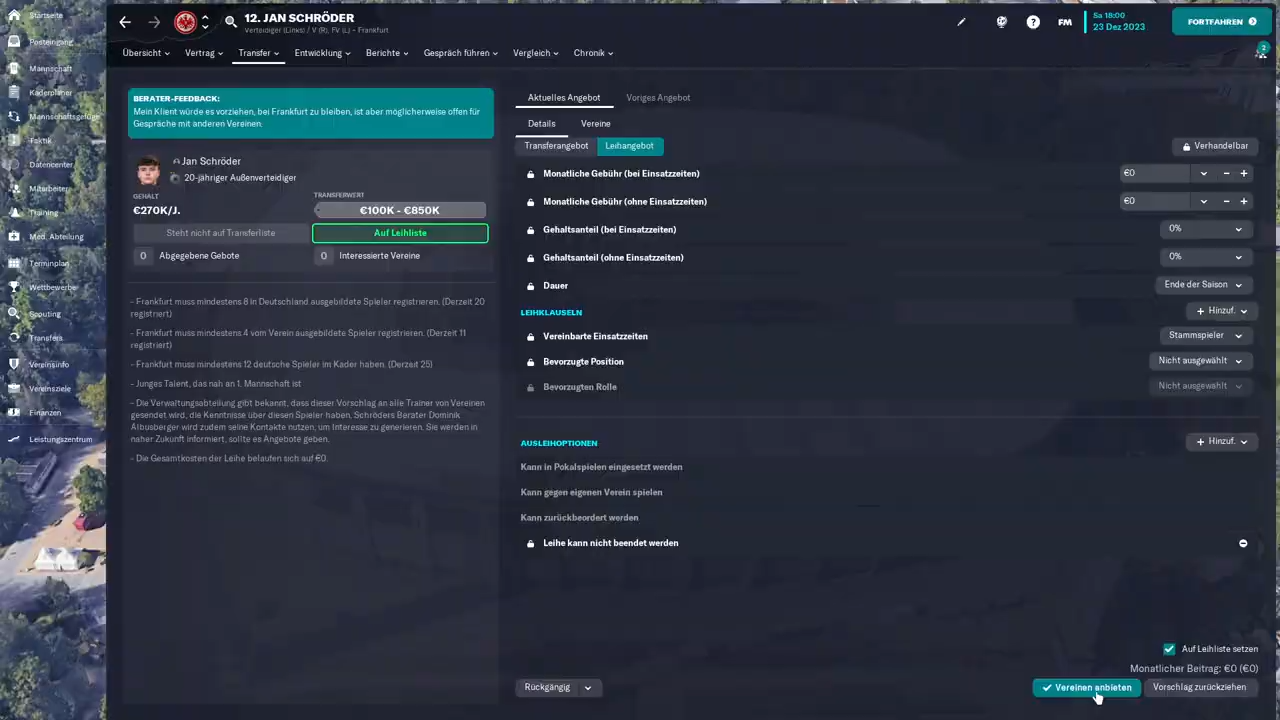 Startseite
Posteingang
Mannschaft
Kaderplaner
Mannschaftsgefüge
Taktik
Datencenter
Mitarbeiter
Training
Med. Abteilung
Terminplan
Wettbewerbe
Scouting
Transfers
Vereinsinfo
Vereinsziele
Finanzen
Leistungszentrum
12. JAN SCHRÖDER
Verteidiger (Links) / V (R), FV (L) - Frankfurt
FM
Sa 18:00
23 Dez 2023
FORTFAHREN
2
Übersicht
Vertrag
Transfer
Entwicklung
Berichte
Gespräch führen
Vergleich
Chronik
BERATER-FEEDBACK:
Mein Klient würde es vorziehen, bei Frankfurt zu bleiben, ist aber möglicherweise offen für
Gespräche mit anderen Vereinen.
Jan Schröder
20-jähriger Außenverteidiger
GEHALT
€270K/J.
TRANSFERWERT
€100K - €850K
Steht nicht auf Transferliste
Auf Leihliste
0 Abgegebene Gebote
0 Interessierte Vereine
- Frankfurt muss mindestens 8 in Deutschland ausgebildete Spieler registrieren. (Derzeit 20
registriert)
- Frankfurt muss mindestens 4 vom Verein ausgebildete Spieler registrieren. (Derzeit 11
registriert)
- Frankfurt muss mindestens 12 deutsche Spieler im Kader haben. (Derzeit 25)
- Junges Talent, das nah an 1. Mannschaft ist
- Die Verwaltungsabteilung gibt bekannt, dass dieser Vorschlag an alle Trainer von Vereinen
gesendet wird, die Kenntnisse über diesen Spieler haben. Schröders Berater Dominik
Albusberger wird zudem seine Kontakte nutzen, um Interesse zu generieren. Sie werden in
naher Zukunft informiert, sollte es Angebote geben.
- Die Gesamtkosten der Leihe belaufen sich auf €0.
Aktuelles Angebot
Voriges Angebot
Details
Vereine
Transferangebot
Leihangebot
Verhandelbar
Monatliche Gebühr (bei Einsatzzeiten) €0
Monatliche Gebühr (ohne Einsatzzeiten) €0
Gehaltsanteil (bei Einsatzzeiten) 0%
Gehaltsanteil (ohne Einsatzzeiten) 0%
Dauer Ende der Saison
LEIHKLAUSELN + Hinzuf.
Vereinbarte Einsatzzeiten Stammspieler
Bevorzugte Position Nicht ausgewählt
Bevorzugten Rolle Nicht ausgewählt
AUSLEIHOPTIONEN + Hinzuf.
Kann in Pokalspielen eingesetzt werden
Kann gegen eigenen Verein spielen
Kann zurückbeordert werden
Leihe kann nicht beendet werden
Auf Leihliste setzen
Monatlicher Beitrag: €0 (€0)
Rückgängig
Vereinen anbieten
Vorschlag zurückziehen